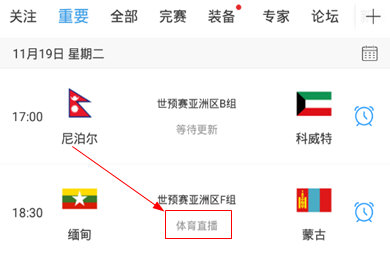 关注 重要 全部 完赛 装备 专家 论坛
11月19日 星期二
世预赛亚洲区B组
17:00 等待更新
尼泊尔 科威特
世预赛亚洲区F组
18:30 体育直播
缅甸 蒙古